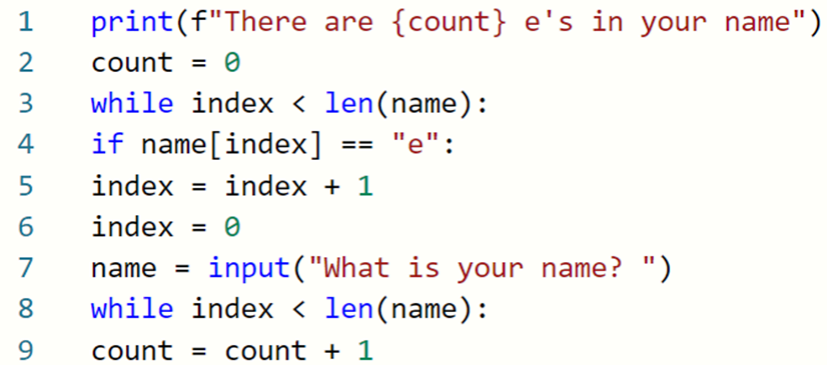 1 print(f"There are {count} e's in your name")
2 count = 0
3 while index < len(name):
4 if name[index] == "e":
5 index = index + 1
6 index = 0
7 name = input("What is your name? ")
8 while index < len(name):
9 count = count + 1